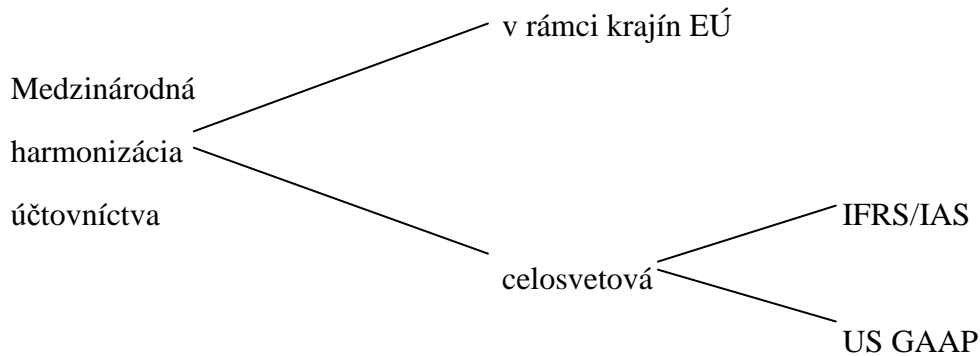 v rámci krajín EÚ
Medzinárodná
harmonizácia
účtovníctva
IFRS/IAS
celosvetová
US GAAP